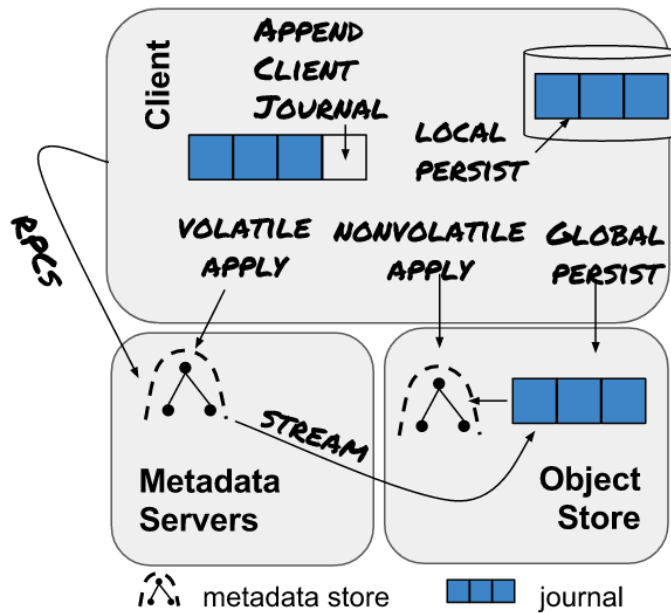 Client
APPEND
CLIENT
JOURNAL
LOCAL
PERSIST
RPCs
VOLATILE
APPLY
NONVOLATILE
APPLY
GLOBAL
PERSIST
STREAM
Metadata
Servers
Object
Store
metadata store
journal